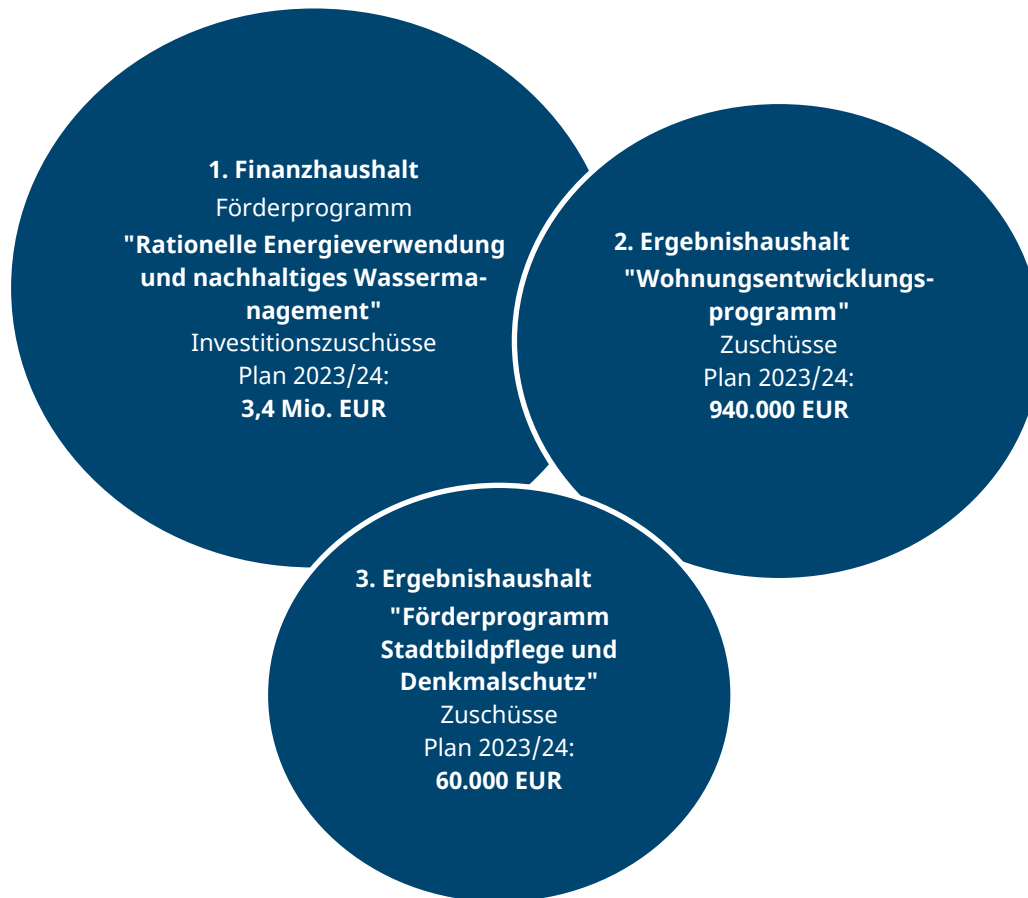 1. Finanzhaushalt
Förderprogramm
"Rationelle Energieverwendung
und nachhaltiges Wasserma-
nagement"
Investitionszuschüsse
Plan 2023/24:
3,4 Mio. EUR
2. Ergebnishaushalt
"Wohnungsentwicklungs-
programm"
Zuschüsse
Plan 2023/24:
940.000 EUR
3. Ergebnishaushalt
"Förderprogramm
Stadtbildpflege und
Denkmalschutz"
Zuschüsse
Plan 2023/24:
60.000 EUR